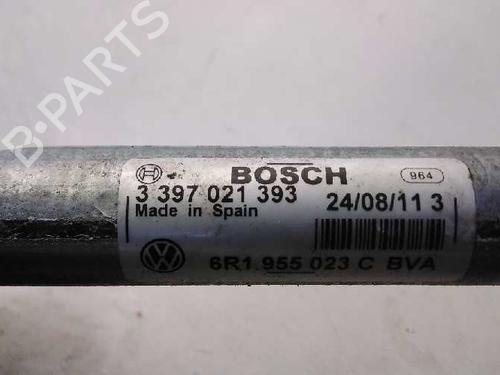 B-PARTS
BOSCH
964
3 397 021 393
24/08/11 3
Made in Spain
6R1 955 023 C BVA